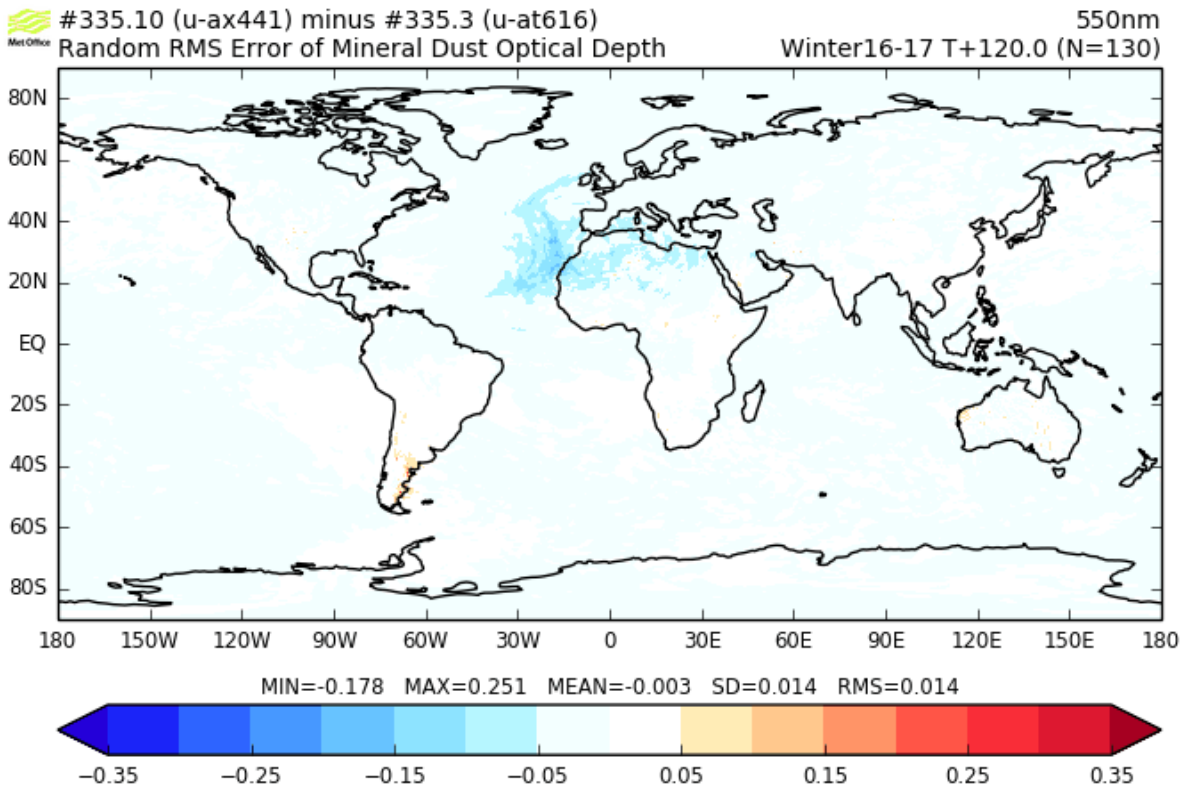 Met Office
#335.10 (u-ax441) minus #335.3 (u-at616) 550nm
Random RMS Error of Mineral Dust Optical Depth Winter16-17 T+120.0 (N=130)
80N
60N
40N
20N
EQ
20S
40S
60S
80S
180 150W 120W 90W 60W 30W 0 30E 60E 90E 120E 150E 180
MIN=-0.178 MAX=0.251 MEAN=-0.003 SD=0.014 RMS=0.014
−0.35 −0.25 −0.15 −0.05 0.05 0.15 0.25 0.35